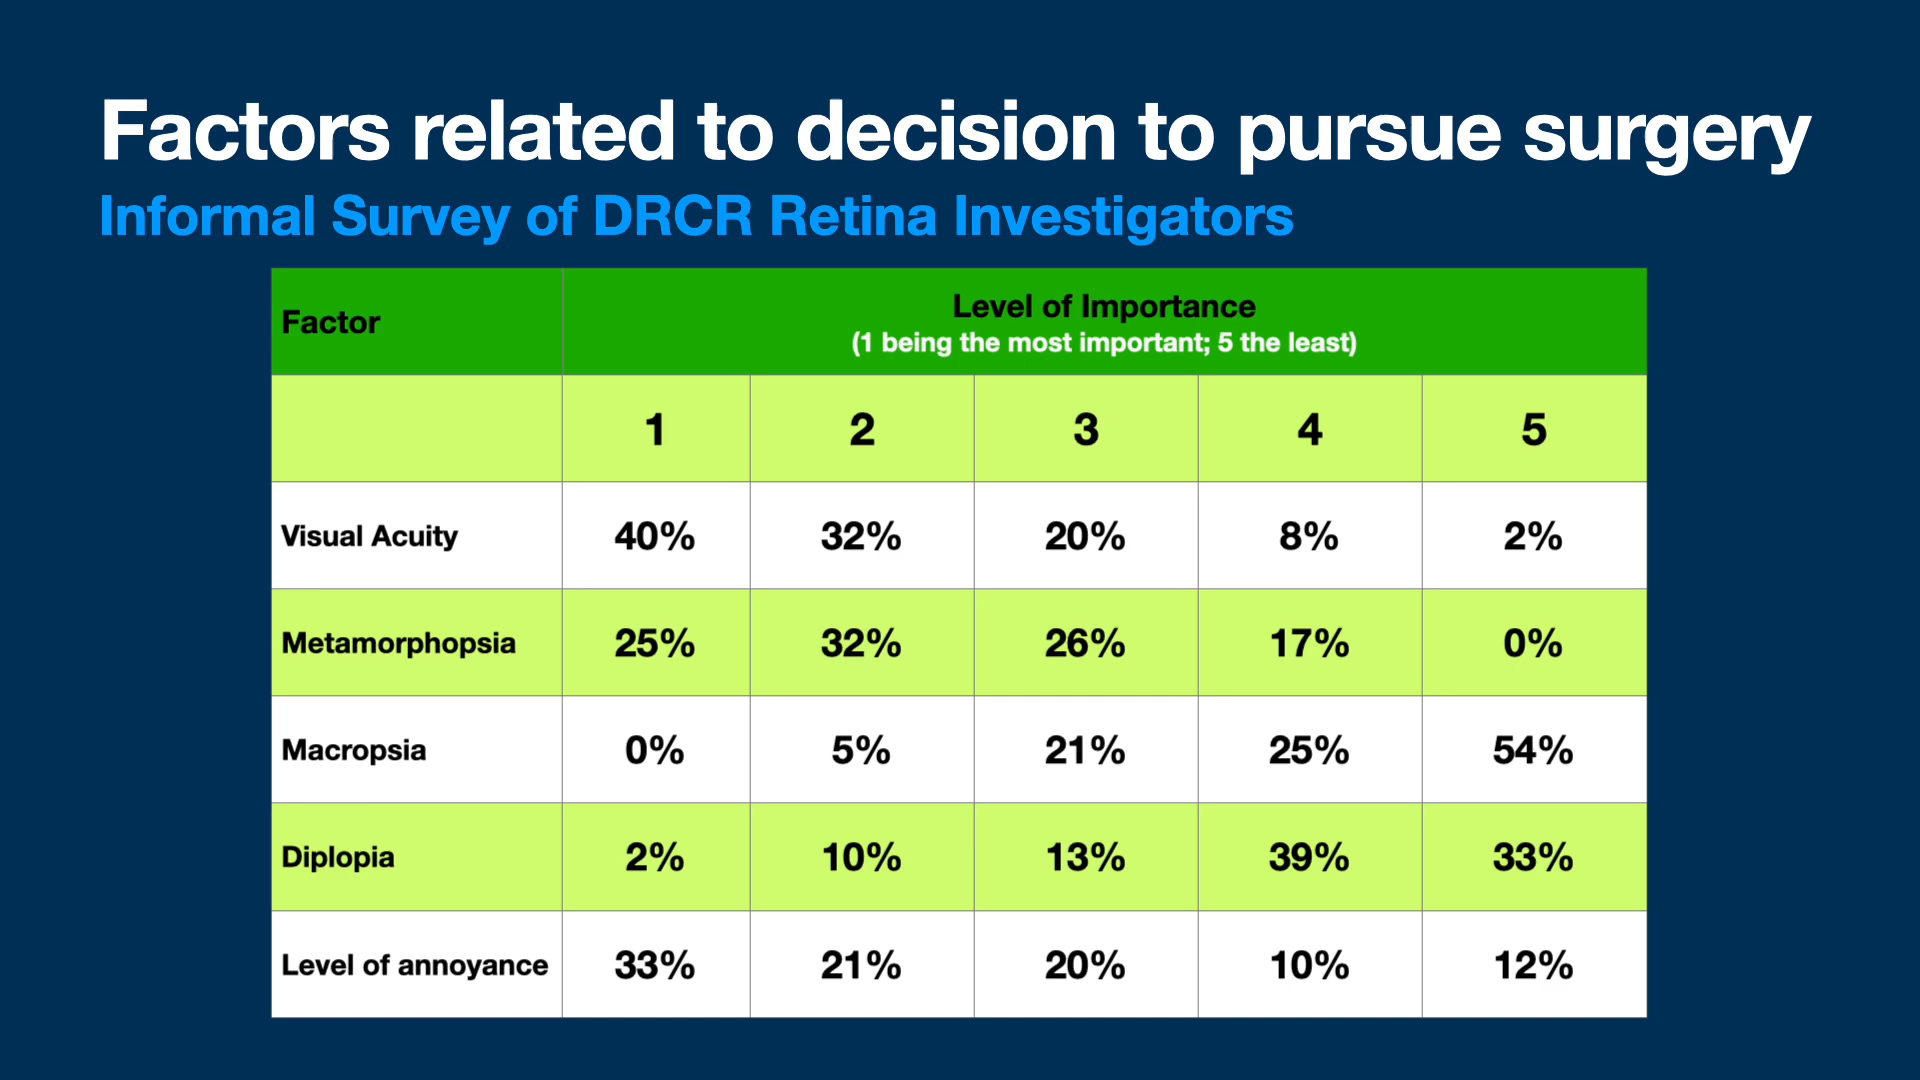 Factors related to decision to pursue surgery
Informal Survey of DRCR Retina Investigators
Factor Level of Importance
(1 being the most important; 5 the least)
1 2 3 4 5
Visual Acuity 40% 32% 20% 8% 2%
Metamorphopsia 25% 32% 26% 17% 0%
Macropsia 0% 5% 21% 25% 54%
Diplopia 2% 10% 13% 39% 33%
Level of annoyance 33% 21% 20% 10% 12%